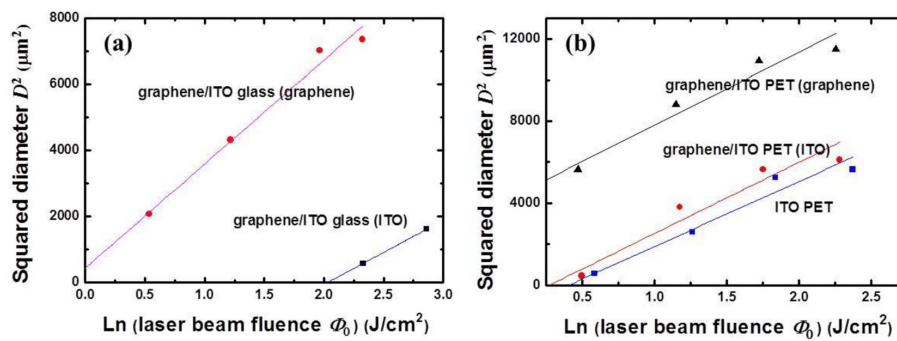 (a)
8000
6000
4000
2000
0
Squared diameter D² (μm²)
graphene/ITO glass (graphene)
graphene/ITO glass (ITO)
0.0 0.5 1.0 1.5 2.0 2.5 3.0
Ln (laser beam fluence Φ₀) (J/cm²)
(b)
12000
8000
4000
0
Squared diameter D² (μm²)
graphene/ITO PET (graphene)
graphene/ITO PET (ITO)
ITO PET
0.5 1.0 1.5 2.0 2.5
Ln (laser beam fluence Φ₀) (J/cm²)